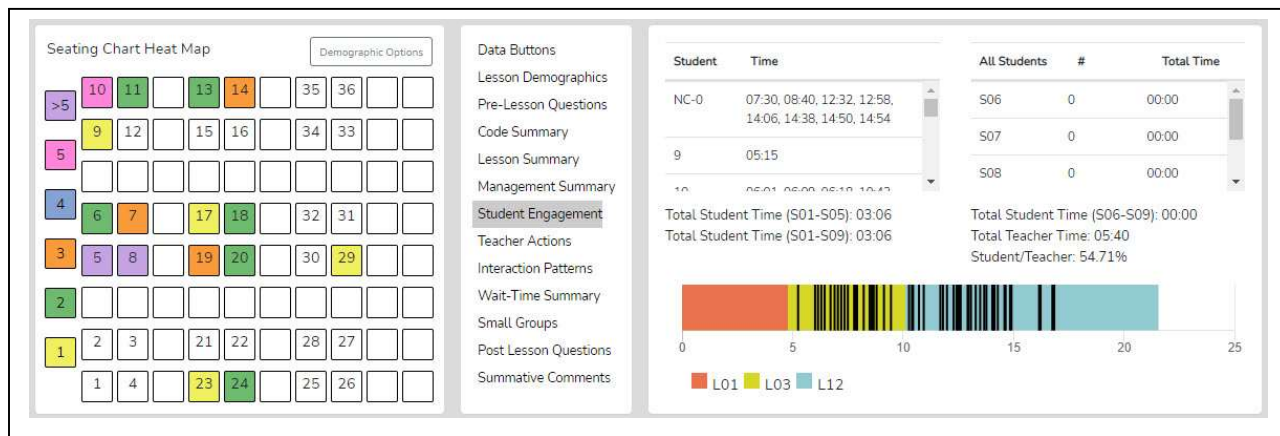 Seating Chart Heat Map
Demographic Options
>5
5
4
3
2
1
10 11 13 14 35 36
9 12 15 16 34 33
6 7 17 18 32 31
5 8 19 20 30 29
2 3 21 22 28 27
1 4 23 24 25 26
Data Buttons
Lesson Demographics
Pre-Lesson Questions
Code Summary
Lesson Summary
Management Summary
Student Engagement
Teacher Actions
Interaction Patterns
Wait-Time Summary
Small Groups
Post Lesson Questions
Summative Comments
Student Time
NC-0 07:30, 08:40, 12:32, 12:58,
14:06, 14:38, 14:50, 14:54
9 05:15
All Students # Total Time
S06 0 00:00
S07 0 00:00
S08 0 00:00
Total Student Time (S01-S05): 03:06
Total Student Time (S01-S09): 03:06
Total Student Time (S06-S09): 00:00
Total Teacher Time: 05:40
Student/Teacher: 54.71%
0 5 10 15 20 25
L01 L03 L12